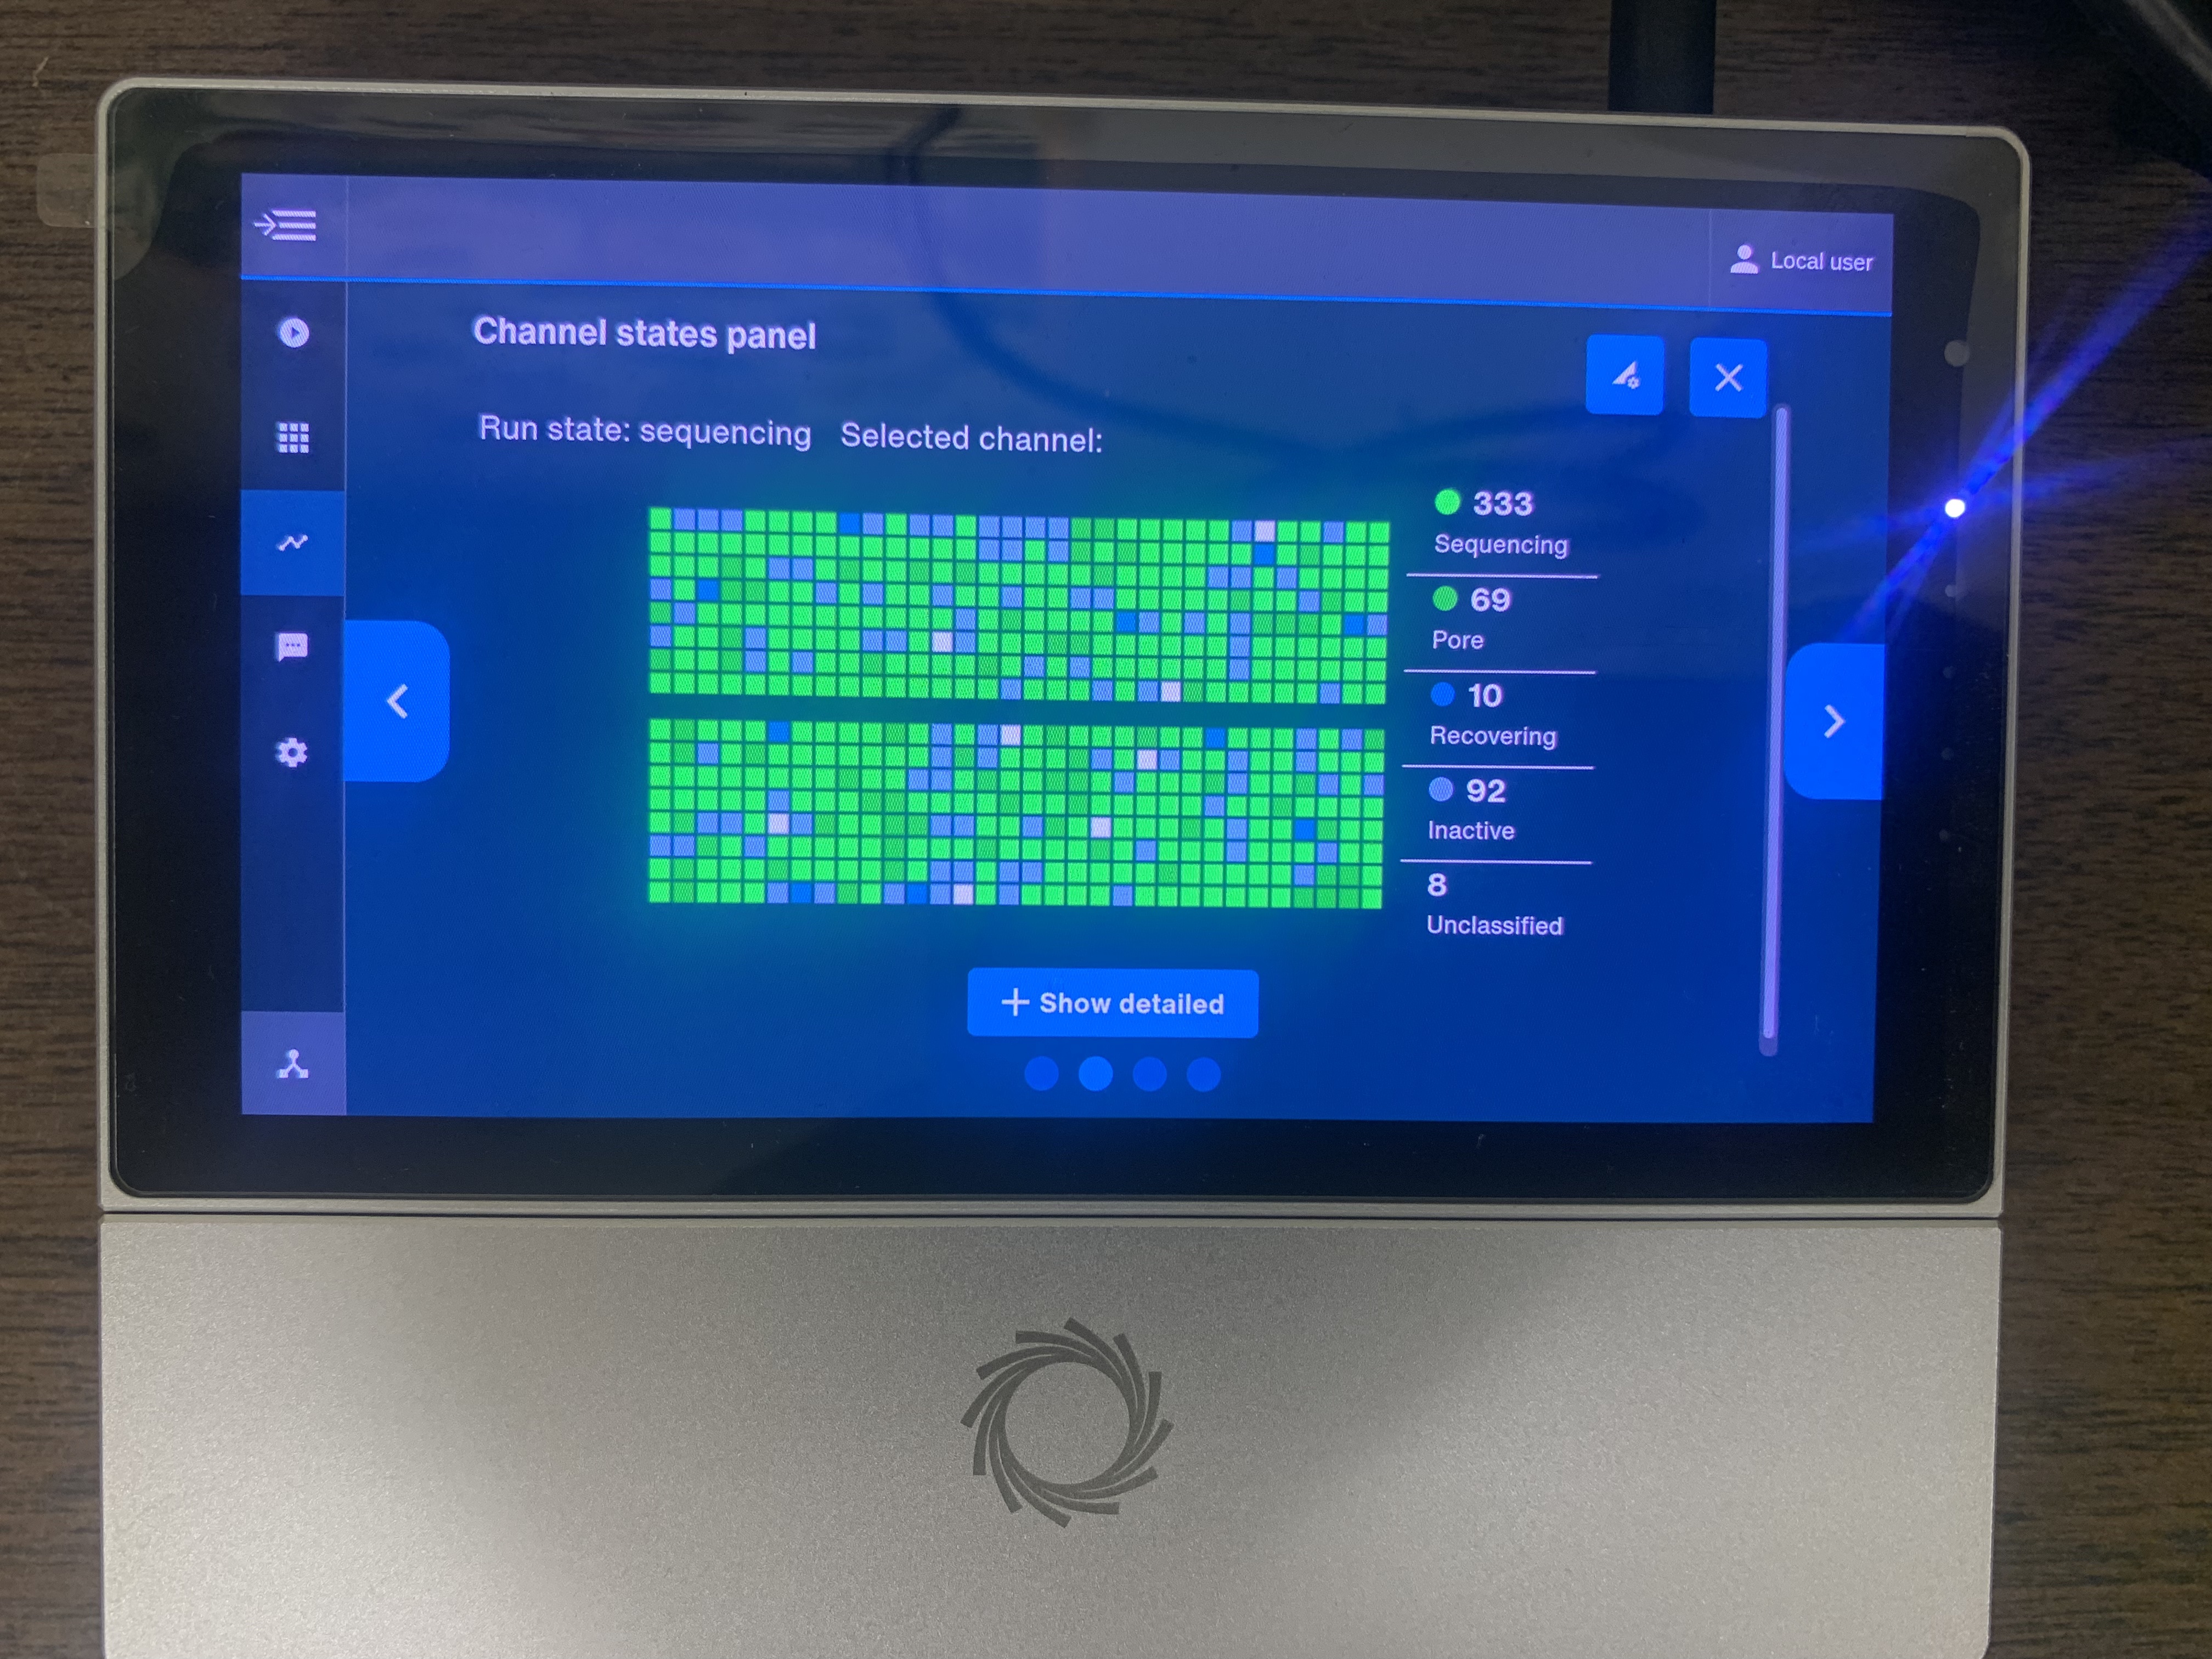 Local user
Channel states panel
Run state: sequencing Selected channel:
333
Sequencing
69
Pore
10
Recovering
92
Inactive
8
Unclassified
+ Show detailed